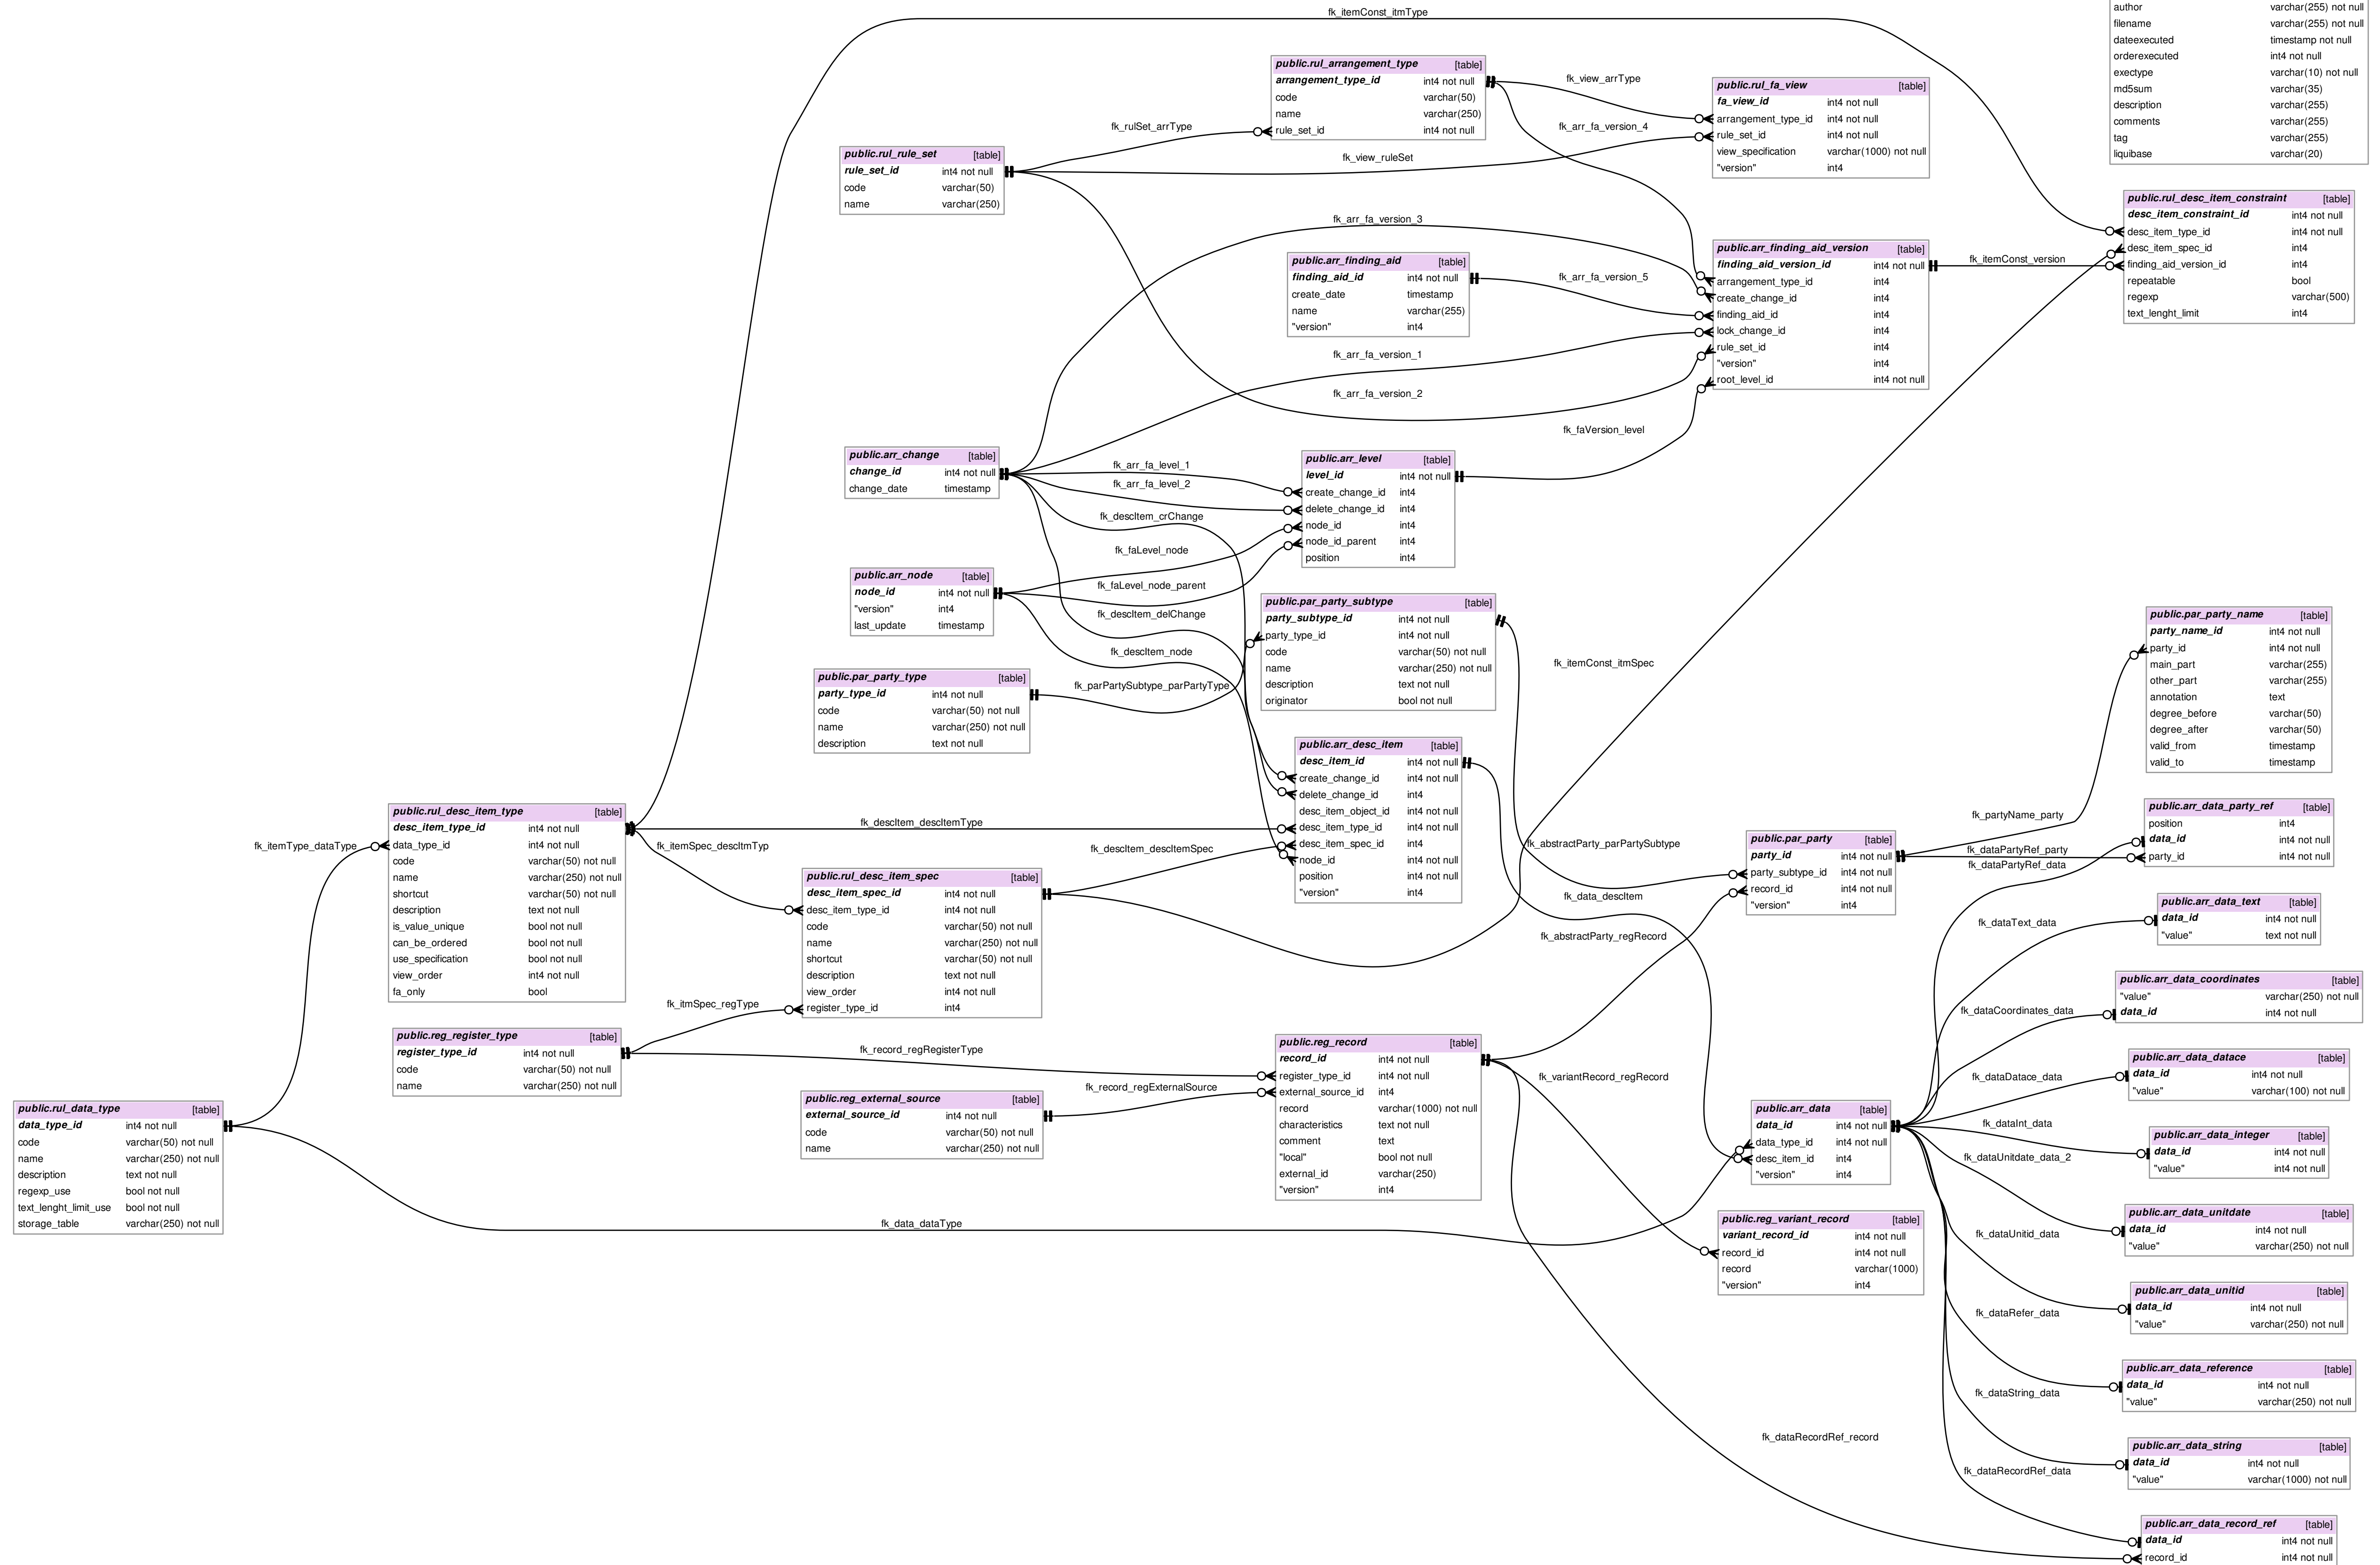 fk_itemConst_itmType
author varchar(255) not null
filename varchar(255) not null
dateexecuted timestamp not null
orderexecuted int4 not null
exectype varchar(10) not null
md5sum varchar(35)
description varchar(255)
comments varchar(255)
tag varchar(255)
liquibase varchar(20)
public.rul_arrangement_type [table]
arrangement_type_id int4 not null
code varchar(50)
name varchar(250)
rule_set_id int4 not null
fk_view_arrType
public.rul_fa_view [table]
fa_view_id int4 not null
arrangement_type_id int4 not null
rule_set_id int4 not null
view_specification varchar(1000) not null
"version" int4
fk_rulSet_arrType
fk_arr_fa_version_4
fk_view_ruleSet
public.rul_rule_set [table]
rule_set_id int4 not null
code varchar(50)
name varchar(250)
public.rul_desc_item_constraint [table]
desc_item_constraint_id int4 not null
desc_item_type_id int4 not null
desc_item_spec_id int4
finding_aid_version_id int4
repeatable bool
regexp varchar(500)
text_lenght_limit int4
fk_arr_fa_version_3
public.arr_finding_aid [table]
finding_aid_id int4 not null
create_date timestamp
name varchar(255)
"version" int4
fk_arr_fa_version_5
public.arr_finding_aid_version [table]
finding_aid_version_id int4 not null
arrangement_type_id int4
create_change_id int4
finding_aid_id int4
lock_change_id int4
rule_set_id int4
"version" int4
root_level_id int4 not null
fk_itemConst_version
fk_arr_fa_version_1
fk_arr_fa_version_2
fk_faVersion_level
public.arr_change [table]
change_id int4 not null
change_date timestamp
fk_arr_fa_level_1
fk_arr_fa_level_2
fk_descItem_crChange
public.arr_level [table]
level_id int4 not null
create_change_id int4
delete_change_id int4
node_id int4
node_id_parent int4
position int4
fk_faLevel_node
fk_faLevel_node_parent
fk_descItem_delChange
fk_descItem_node
public.arr_node [table]
node_id int4 not null
"version" int4
last_update timestamp
public.par_party_subtype [table]
party_subtype_id int4 not null
party_type_id int4 not null
code varchar(50) not null
name varchar(250) not null
description text not null
originator bool not null
fk_itemConst_itmSpec
public.par_party_name [table]
party_name_id int4 not null
party_id int4 not null
main_part varchar(255)
other_part varchar(255)
annotation text
degree_before varchar(50)
degree_after varchar(50)
valid_from timestamp
valid_to timestamp
public.par_party_type [table]
party_type_id int4 not null
code varchar(50) not null
name varchar(250) not null
description text not null
fk_parPartySubtype_parPartyType
public.arr_desc_item [table]
desc_item_id int4 not null
create_change_id int4 not null
delete_change_id int4
desc_item_object_id int4 not null
desc_item_type_id int4 not null
desc_item_spec_id int4
node_id int4 not null
position int4 not null
"version" int4
public.rul_desc_item_type [table]
desc_item_type_id int4 not null
data_type_id int4 not null
code varchar(50) not null
name varchar(250) not null
shortcut varchar(50) not null
description text not null
is_value_unique bool not null
can_be_ordered bool not null
use_specification bool not null
view_order int4 not null
fa_only bool
fk_itemType_dataType
fk_itemSpec_descItmTyp
fk_descItem_descItemType
fk_descItem_descItemSpec
public.rul_desc_item_spec [table]
desc_item_spec_id int4 not null
desc_item_type_id int4 not null
code varchar(50) not null
name varchar(250) not null
shortcut varchar(50) not null
description text not null
view_order int4 not null
register_type_id int4
fk_abstractParty_parPartySubtype
fk_data_descItem
fk_abstractParty_regRecord
public.par_party [table]
party_id int4 not null
party_subtype_id int4 not null
record_id int4 not null
"version" int4
fk_partyName_party
fk_dataPartyRef_party
fk_dataPartyRef_data
public.arr_data_party_ref [table]
position int4
data_id int4 not null
party_id int4 not null
fk_dataText_data
public.arr_data_text [table]
data_id int4 not null
"value" text not null
public.arr_data_coordinates [table]
"value" varchar(250) not null
data_id int4 not null
fk_dataCoordinates_data
fk_itmSpec_regType
public.reg_register_type [table]
register_type_id int4 not null
code varchar(50) not null
name varchar(250) not null
fk_record_regRegisterType
fk_record_regExternalSource
public.reg_external_source [table]
external_source_id int4 not null
code varchar(50) not null
name varchar(250) not null
public.reg_record [table]
record_id int4 not null
register_type_id int4 not null
external_source_id int4
record varchar(1000) not null
characteristics text not null
comment text
"local" bool not null
external_id varchar(250)
"version" int4
fk_variantRecord_regRecord
public.arr_data_datace [table]
data_id int4 not null
"value" varchar(100) not null
fk_dataDatace_data
public.rul_data_type [table]
data_type_id int4 not null
code varchar(50) not null
name varchar(250) not null
description text not null
regexp_use bool not null
text_lenght_limit_use bool not null
storage_table varchar(250) not null
fk_data_dataType
public.arr_data [table]
data_id int4 not null
data_type_id int4 not null
desc_item_id int4
"version" int4
fk_dataInt_data
public.arr_data_integer [table]
data_id int4 not null
"value" int4 not null
fk_dataUnitdate_data_2
public.reg_variant_record [table]
variant_record_id int4 not null
record_id int4 not null
record varchar(1000)
"version" int4
public.arr_data_unitdate [table]
data_id int4 not null
"value" varchar(250) not null
fk_dataUnitid_data
public.arr_data_unitid [table]
data_id int4 not null
"value" varchar(250) not null
fk_dataRefer_data
public.arr_data_reference [table]
data_id int4 not null
"value" varchar(250) not null
fk_dataString_data
public.arr_data_string [table]
data_id int4 not null
"value" varchar(1000) not null
fk_dataRecordRef_record
fk_dataRecordRef_data
public.arr_data_record_ref [table]
data_id int4 not null
record_id int4 not null